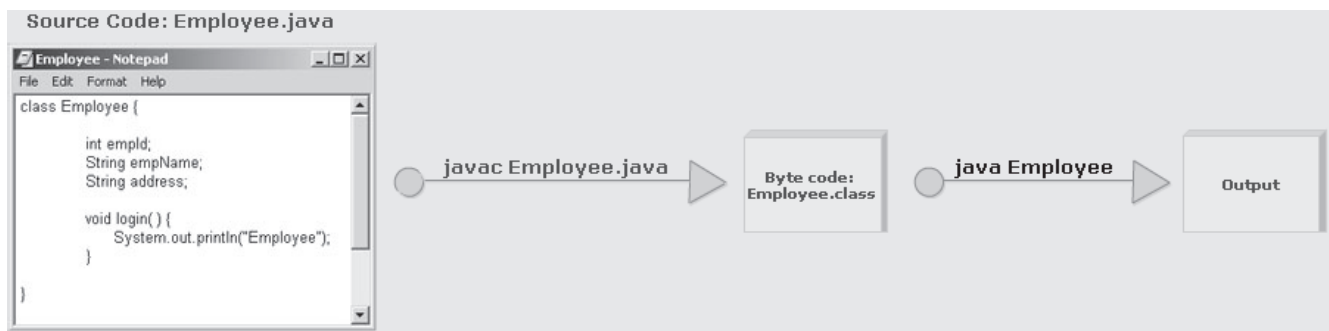 Source Code: Employee.java
Employee - Notepad
File Edit Format Help
class Employee {
int empId;
String empName;
String address;
void login( ) {
System.out.println("Employee");
}
}
javac Employee.java
Byte code:
Employee.class
java Employee
Output